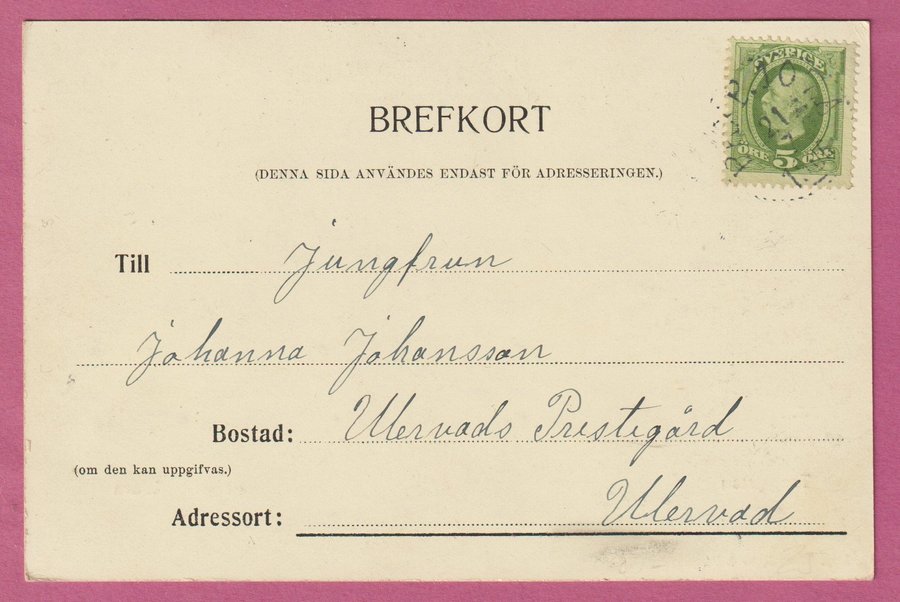 SVERIGE
ÖRE 5 ÖRE
BREFKORT
(DENNA SIDA ANVÄNDES ENDAST FÖR ADRESSERINGEN.)
Till Jungfrun
Johanna Johansson
Bostad: Ulervads Prestegård
(om den kan uppgifvas.)
Adressort: Ulervad